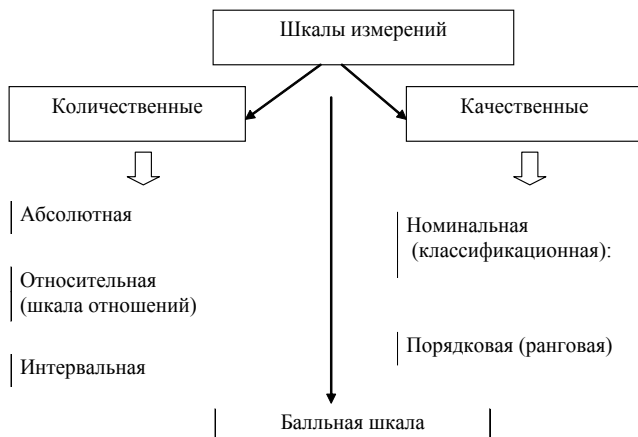 Шкалы измерений
Количественные
Качественные
Абсолютная
Относительная
(шкала отношений)
Интервальная
Номинальная
(классификационная):
Порядковая (ранговая)
Балльная шкала